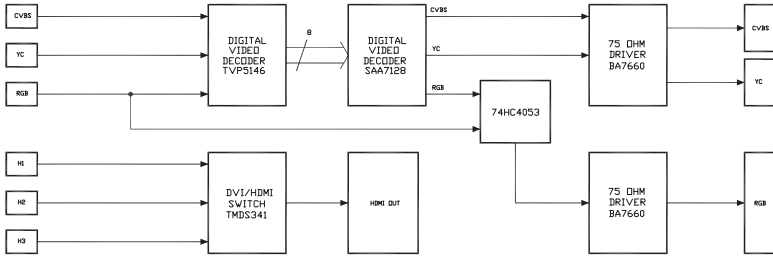 CVBS
YC
RGB
DIGITAL
VIDEO
DECODER
TVP5146
8
DIGITAL
VIDEO
DECODER
SAA7128
CVBS
YC
RGB
74HC4053
75 OHM
DRIVER
BA7660
CVBS
YC
H1
H2
H3
DVI/HDMI
SWITCH
TMDS341
HDMI OUT
75 OHM
DRIVER
BA7660
RGB